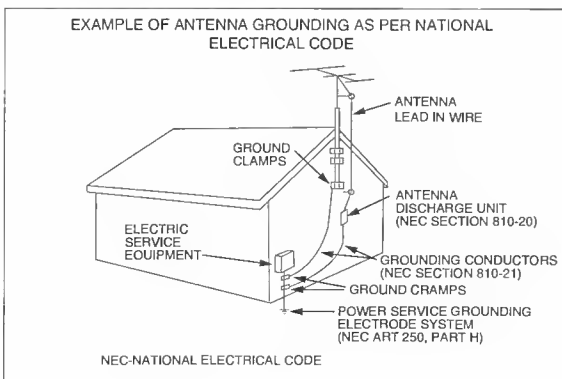 EXAMPLE OF ANTENNA GROUNDING AS PER NATIONAL
ELECTRICAL CODE
ANTENNA
LEAD IN WIRE
GROUND
CLAMPS
ANTENNA
DISCHARGE UNIT
(NEC SECTION 810-20)
ELECTRIC
SERVICE
EQUIPMENT
GROUNDING CONDUCTORS
(NEC SECTION 810-21)
GROUND CRAMPS
POWER SERVICE GROUNDING
ELECTRODE SYSTEM
(NEC ART 250, PART H)
NEC-NATIONAL ELECTRICAL CODE